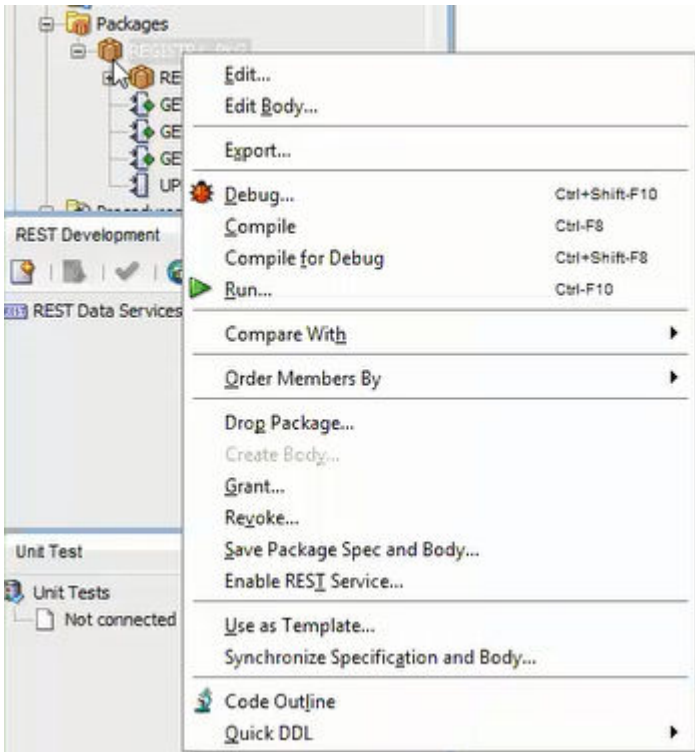 Packages
RE
GE
GE
GE
UP
REST Development
REST Data Services
Unit Test
Unit Tests
Not connected
Edit...
Edit Body...
Export...
Debug... Ctrl+Shift-F10
Compile Ctrl-F8
Compile for Debug Ctrl+Shift-F8
Run... Ctrl-F10
Compare With
Order Members By
Drop Package...
Create Body...
Grant...
Revoke...
Save Package Spec and Body...
Enable REST Service...
Use as Template...
Synchronize Specification and Body...
Code Outline
Quick DDL